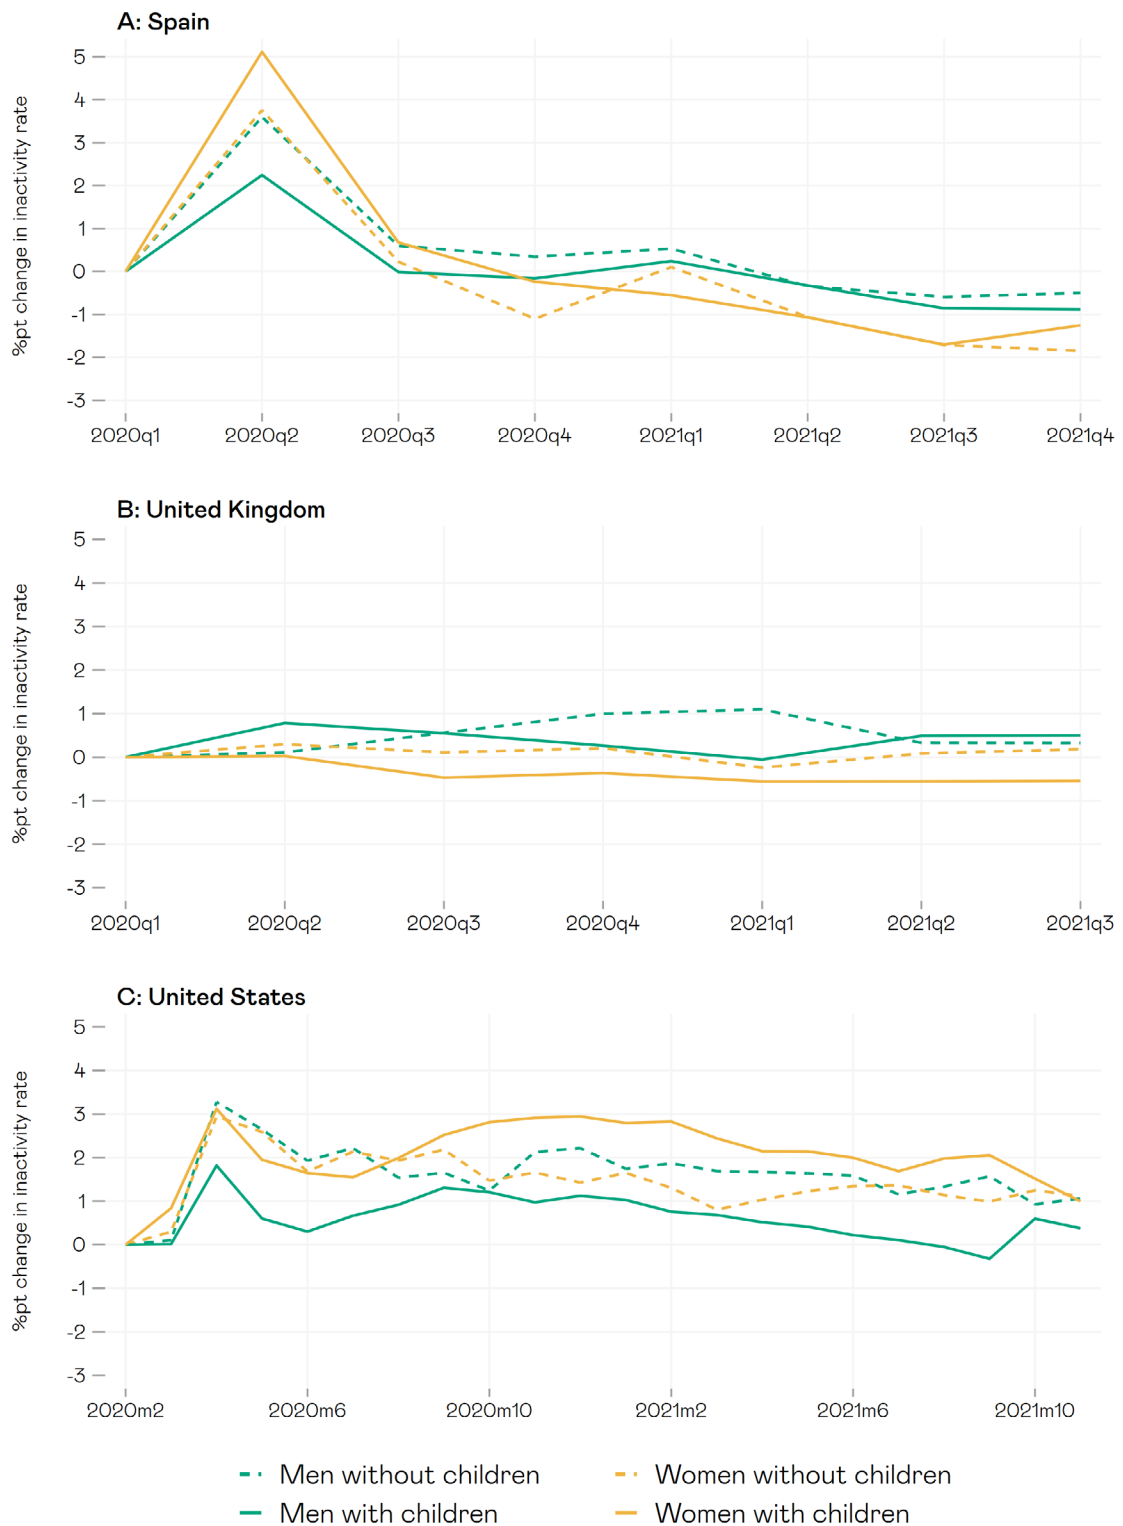 A: Spain
%pt change in inactivity rate
5
4
3
2
1
0
-1
-2
-3
2020q1 2020q2 2020q3 2020q4 2021q1 2021q2 2021q3 2021q4
B: United Kingdom
%pt change in inactivity rate
5
4
3
2
1
0
-1
-2
-3
2020q1 2020q2 2020q3 2020q4 2021q1 2021q2 2021q3
C: United States
%pt change in inactivity rate
5
4
3
2
1
0
-1
-2
-3
2020m2 2020m6 2020m10 2021m2 2021m6 2021m10
Men without children Women without children
Men with children Women with children